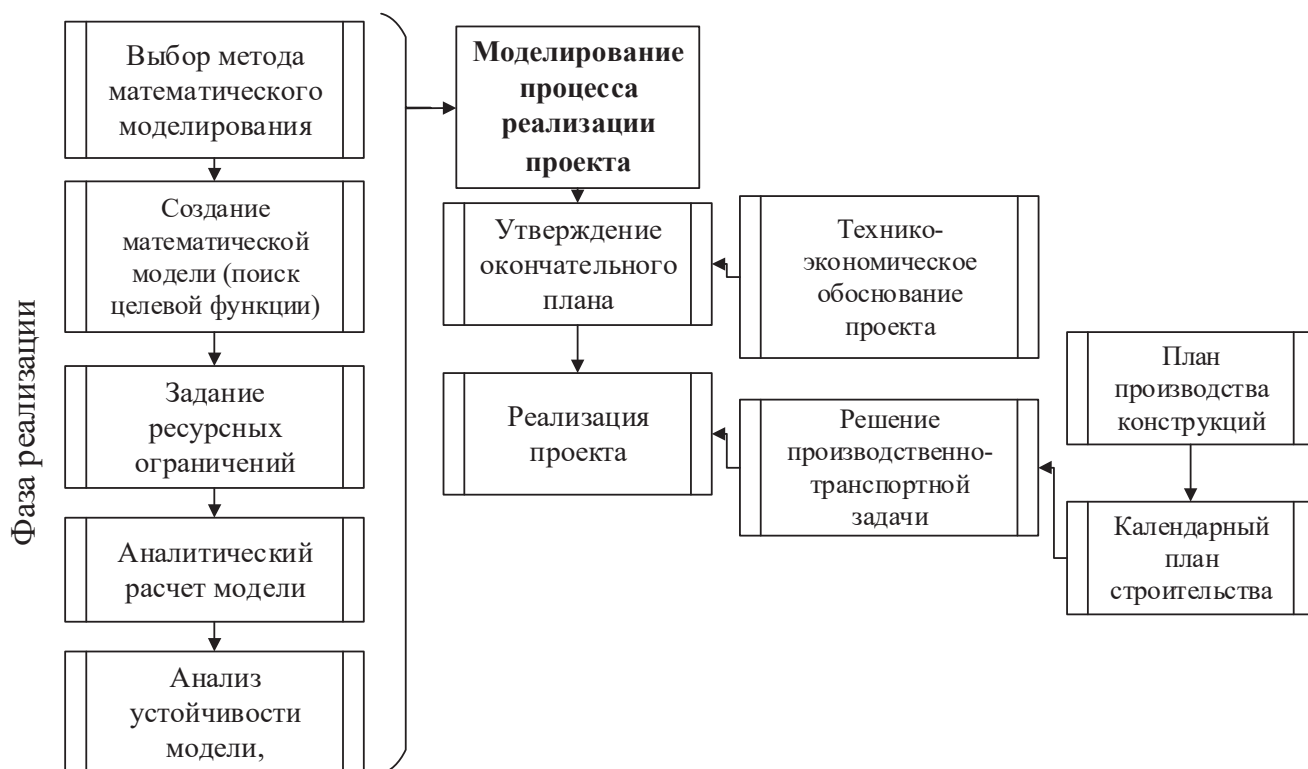 Фаза реализации
Выбор метода
математического
моделирования
Создание
математической
модели (поиск
целевой функции)
Задание
ресурсных
ограничений
Аналитический
расчет модели
Анализ
устойчивости
модели,
Моделирование
процесса
реализации
проекта
Утверждение
окончательного
плана
Реализация
проекта
Технико-
экономическое
обоснование
проекта
Решение
производственно-
транспортной
задачи
План
производства
конструкций
Календарный
план
строительства